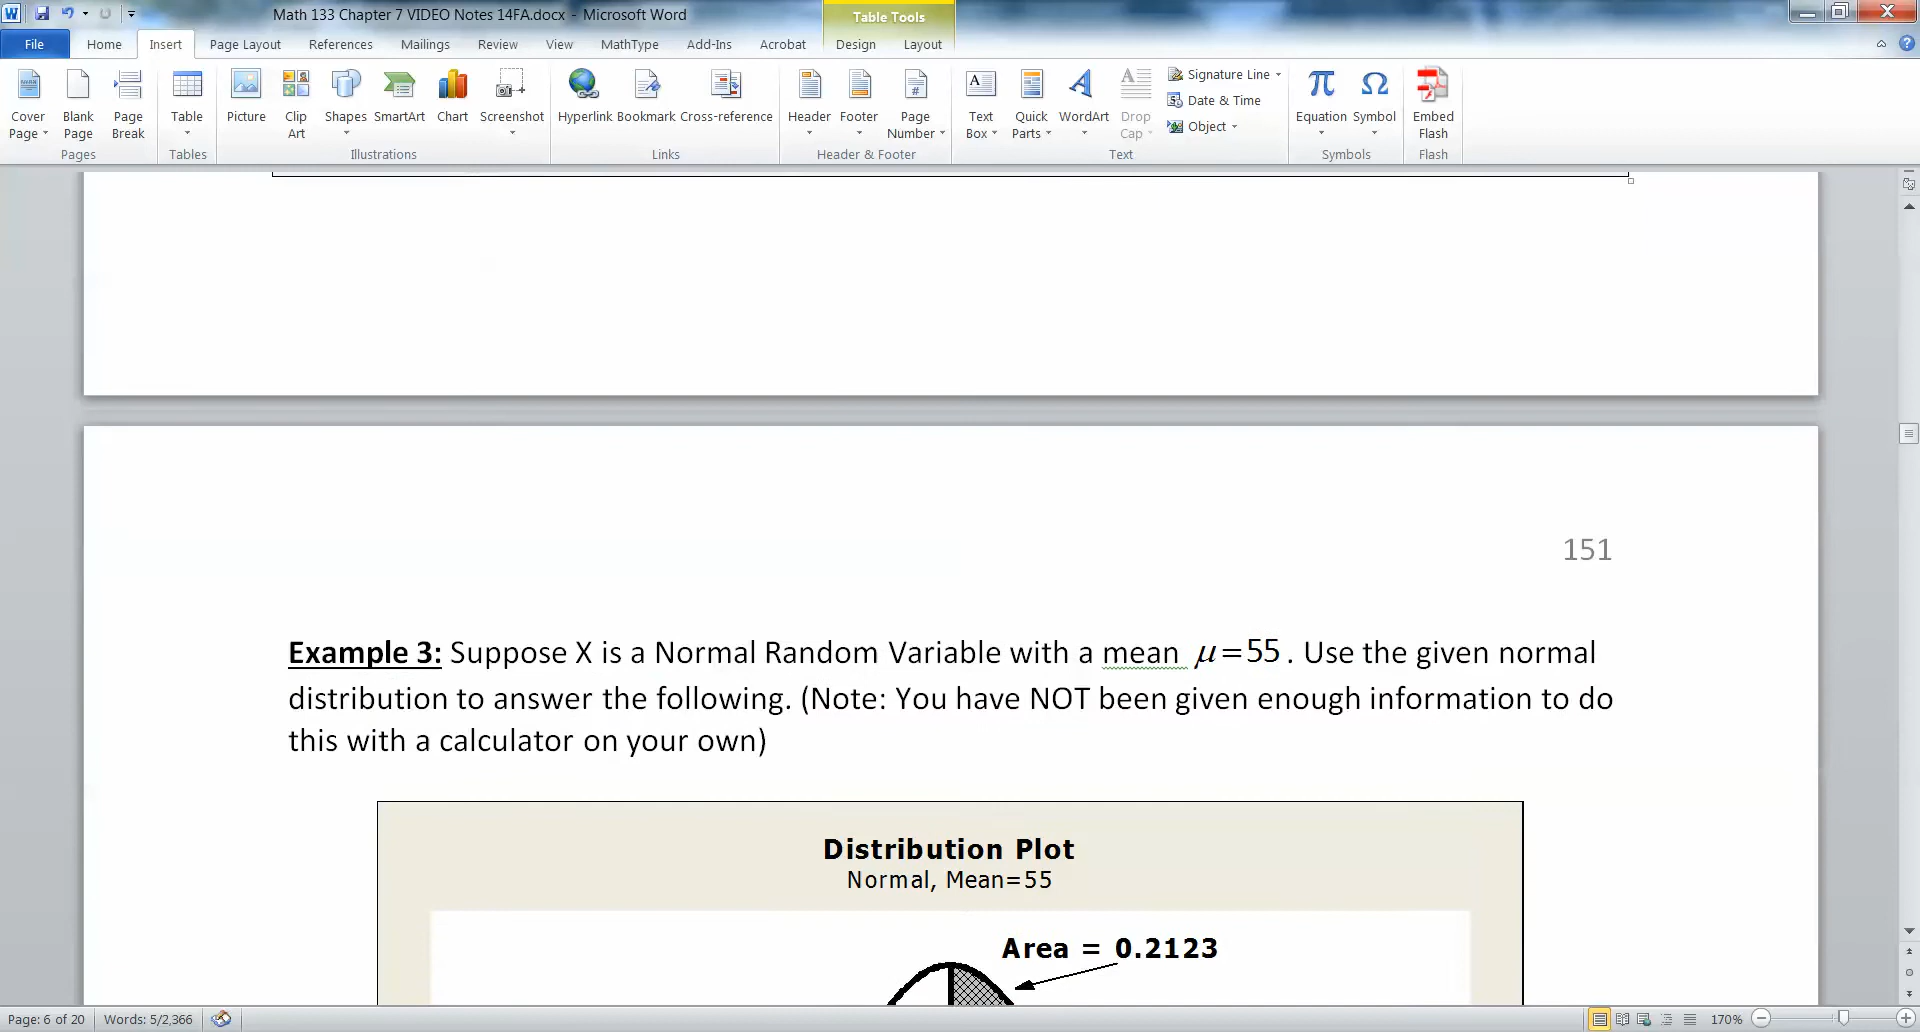 Math 133 Chapter 7 VIDEO Notes 14FA.docx - Microsoft Word
Table Tools
File Home Insert Page Layout References Mailings Review View MathType Add-Ins Acrobat Design Layout
Cover Page Blank Page Page Break Table Picture Clip Art Shapes SmartArt Chart Screenshot Hyperlink Bookmark Cross-reference Header Footer Page Number Text Box Quick Parts WordArt Drop Cap Signature Line Equation Symbol Embed Flash
Date & Time
Object
Pages Tables Illustrations Links Header & Footer Text Symbols Flash
151
Example 3: Suppose X is a Normal Random Variable with a mean μ=55. Use the given normal
distribution to answer the following. (Note: You have NOT been given enough information to do
this with a calculator on your own)
Distribution Plot
Normal, Mean=55
Area = 0.2123
Page: 6 of 20 Words: 5/2,366 170%